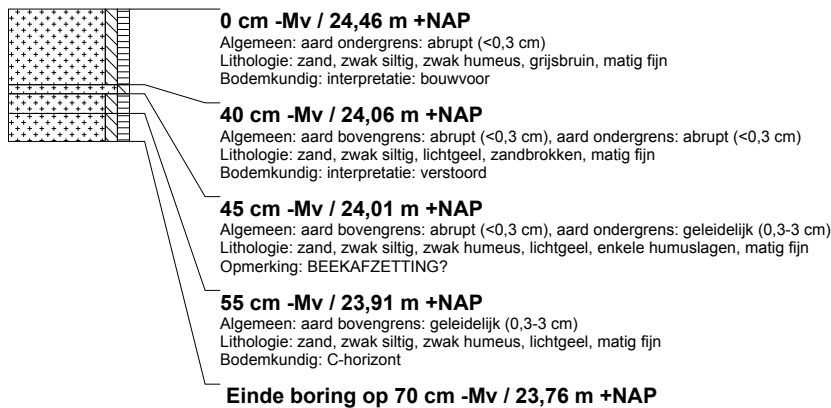 0 cm -Mv / 24,46 m +NAP
Algemeen: aard ondergrens: abrupt (<0,3 cm)
Lithologie: zand, zwak siltig, zwak humeus, grijsbruin, matig fijn
Bodemkundig: interpretatie: bouwvoor
40 cm -Mv / 24,06 m +NAP
Algemeen: aard bovengrens: abrupt (<0,3 cm), aard ondergrens: abrupt (<0,3 cm)
Lithologie: zand, zwak siltig, lichtgeel, zandbrokken, matig fijn
Bodemkundig: interpretatie: verstoord
45 cm -Mv / 24,01 m +NAP
Algemeen: aard bovengrens: abrupt (<0,3 cm), aard ondergrens: geleidelijk (0,3-3 cm)
Lithologie: zand, zwak siltig, zwak humeus, lichtgeel, enkele humuslagen, matig fijn
Opmerking: BEEKAFZETTING?
55 cm -Mv / 23,91 m +NAP
Algemeen: aard bovengrens: geleidelijk (0,3-3 cm)
Lithologie: zand, zwak siltig, zwak humeus, lichtgeel, matig fijn
Bodemkundig: C-horizont
Einde boring op 70 cm -Mv / 23,76 m +NAP